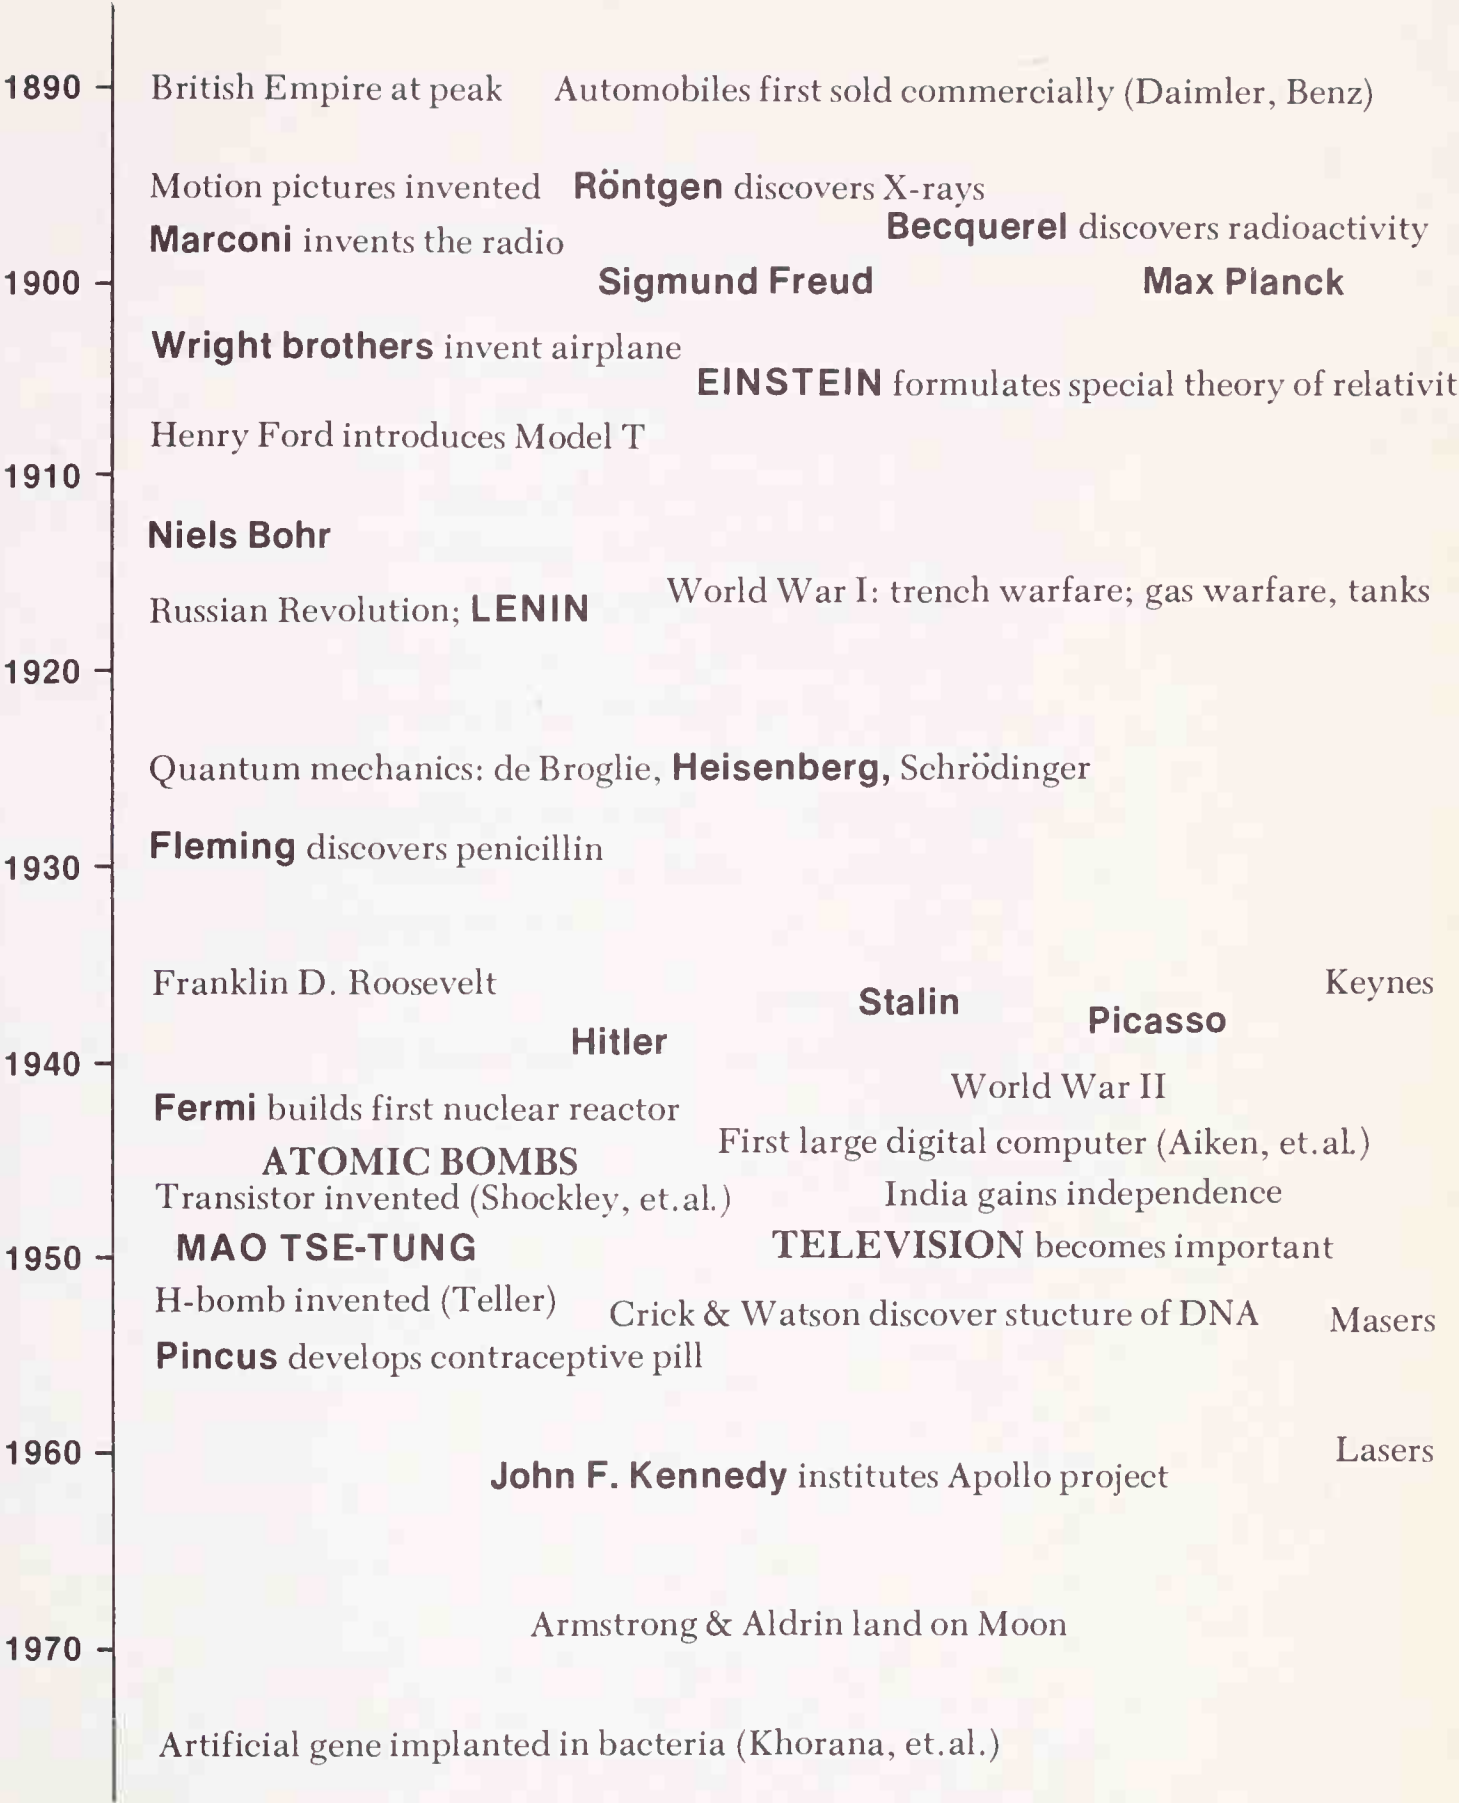 1890 British Empire at peak Automobiles first sold commercially (Daimler, Benz)
Motion pictures invented Röntgen discovers X-rays
Marconi invents the radio Becquerel discovers radioactivity
1900 Sigmund Freud Max Planck
Wright brothers invent airplane
EINSTEIN formulates special theory of relativit
Henry Ford introduces Model T
1910
Niels Bohr
World War I: trench warfare; gas warfare, tanks
Russian Revolution; LENIN
1920
Quantum mechanics: de Broglie, Heisenberg, Schrödinger
Fleming discovers penicillin
1930
Franklin D. Roosevelt Keynes
Stalin
Picasso
Hitler
1940
World War II
Fermi builds first nuclear reactor
First large digital computer (Aiken, et.al.)
ATOMIC BOMBS
Transistor invented (Shockley, et.al.) India gains independence
1950 MAO TSE-TUNG TELEVISION becomes important
H-bomb invented (Teller) Crick & Watson discover stucture of DNA Masers
Pincus develops contraceptive pill
1960 Lasers
John F. Kennedy institutes Apollo project
Armstrong & Aldrin land on Moon
1970
Artificial gene implanted in bacteria (Khorana, et.al.)